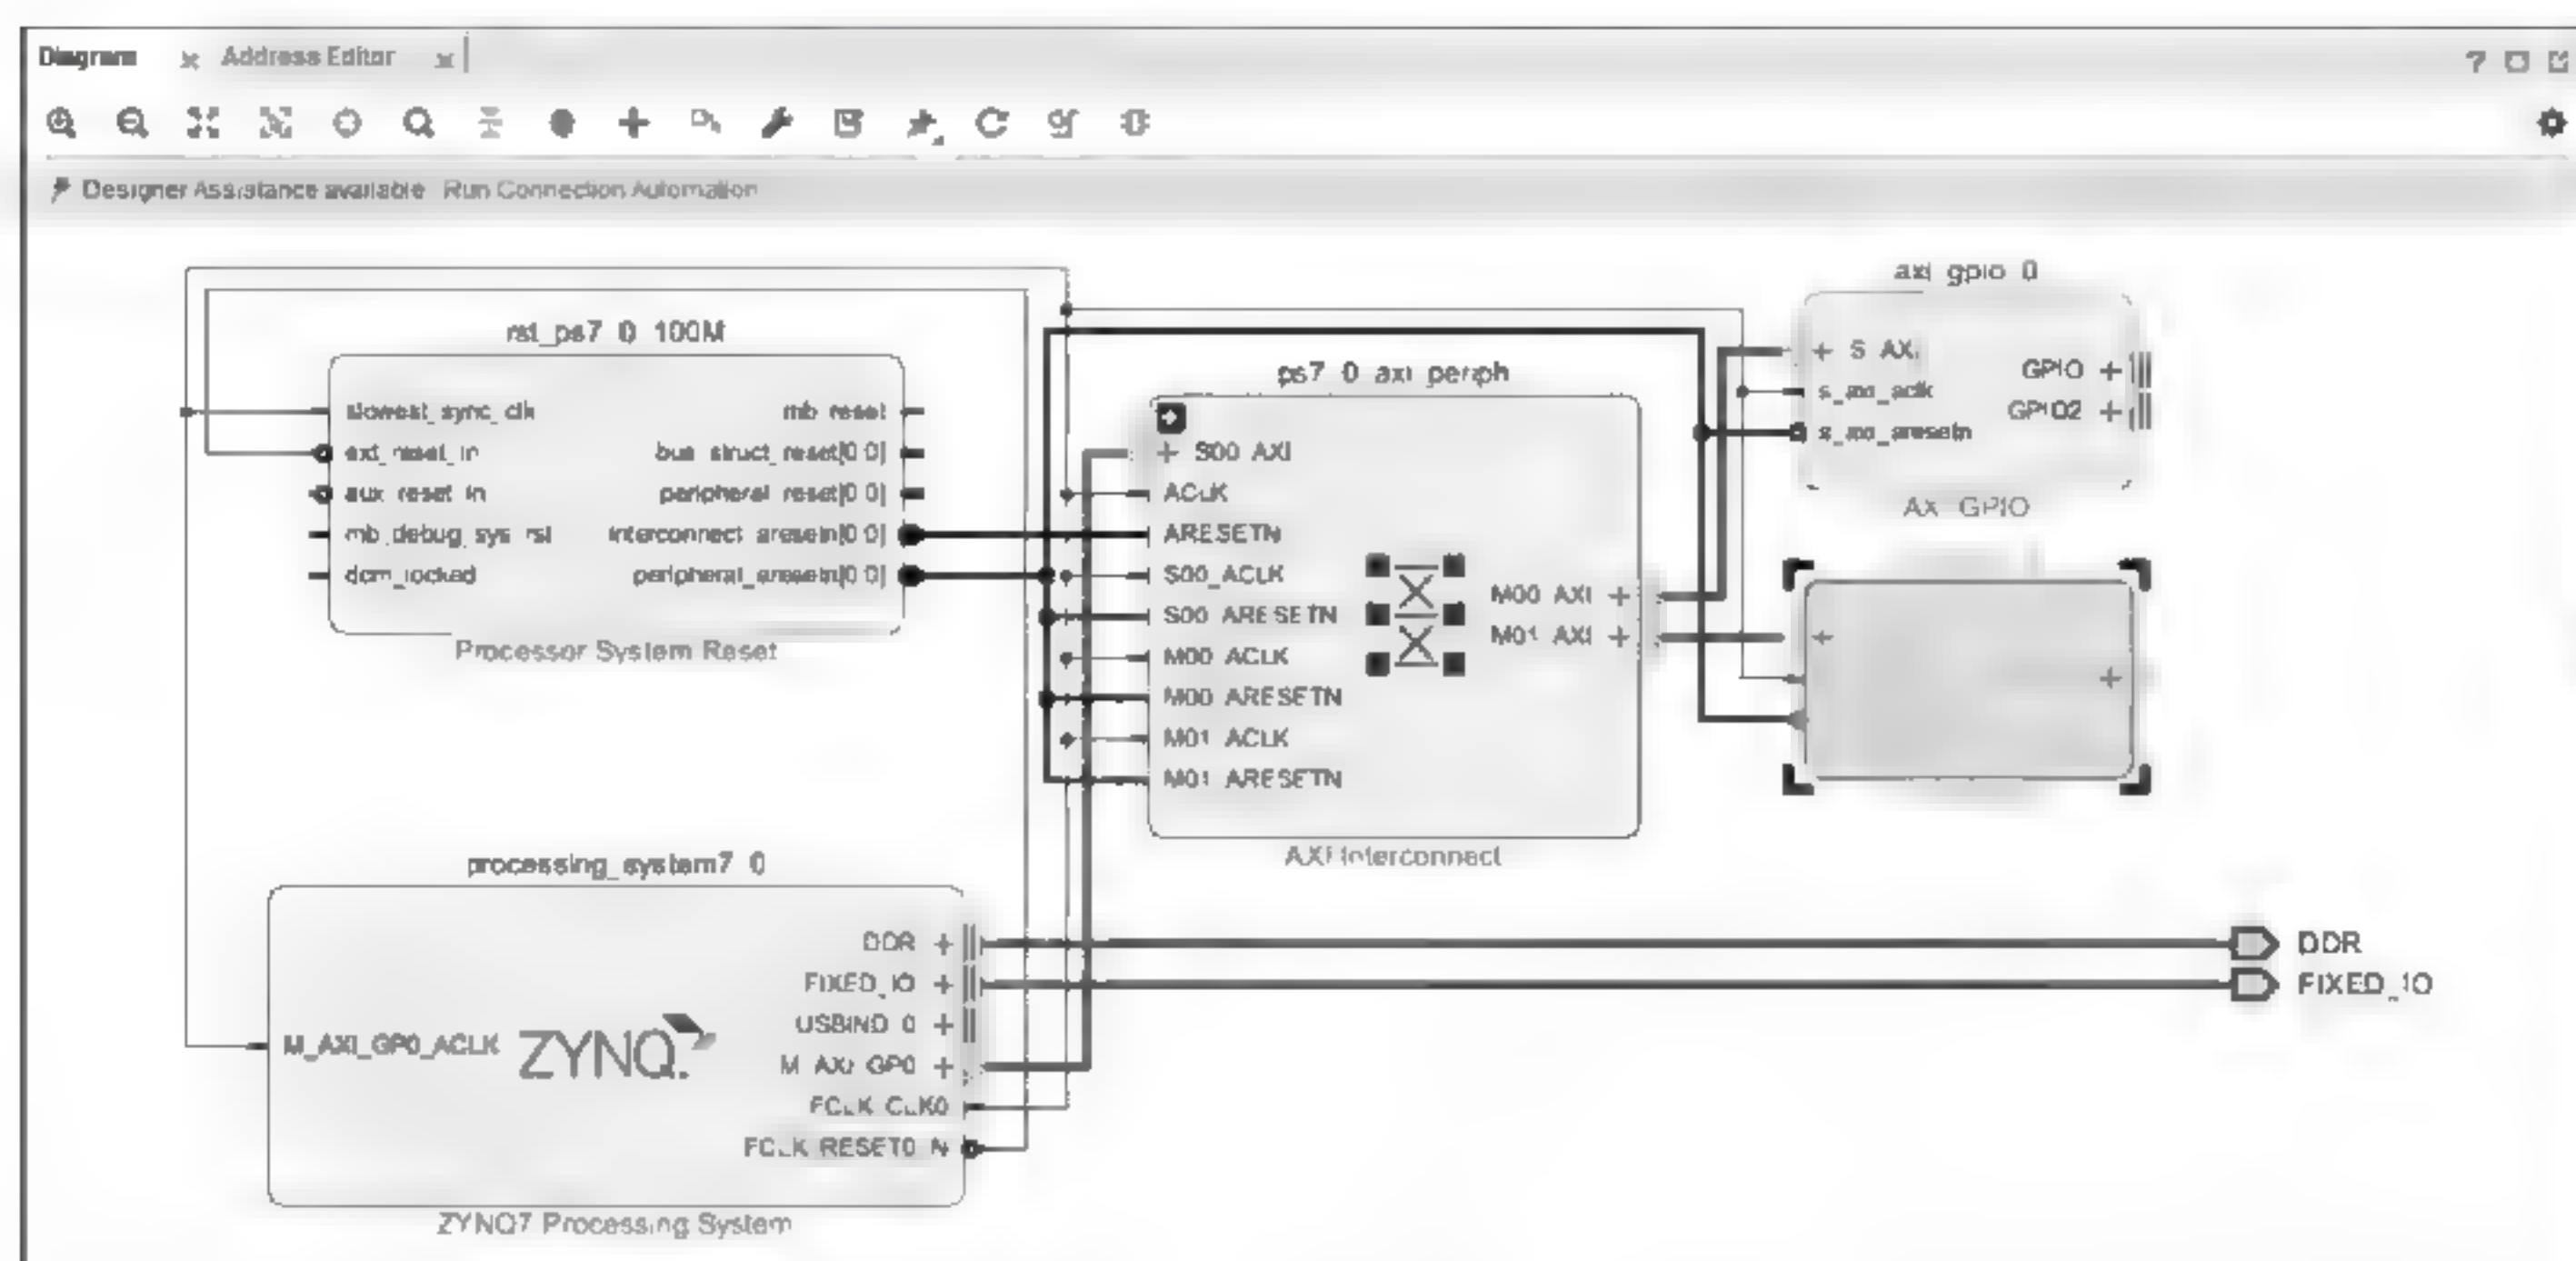 Diagram
Address Editor
?
Designer Assistance available Run Connection Automation
rst_ps7_0_100M
slowest_sync_clk
ext_reset_in
aux_reset_in
mb_debug_sys_rst
dcm_locked
mb_reset
bus_struct_reset[0:0]
peripheral_reset[0:0]
interconnect_aresetn[0:0]
peripheral_aresetn[0:0]
Processor System Reset
ps7_0_axi_periph
S00_AXI
ACLK
ARESETN
S00_ACLK
S00_ARESETN
M00_ACLK
M00_ARESETN
M01_ACLK
M01_ARESETN
M00_AXI
M01_AXI
AXI Interconnect
axi_gpio_0
S_AXI
s_axi_aclk
s_axi_aresetn
GPIO
GPIO2
AXI GPIO
processing_system7_0
M_AXI_GP0_ACLK
ZYNQ
DDR
FIXED_IO
USBIND_0
M_AXI_GP0
FCLK_CLK0
FCLK_RESET0_N
ZYNQ7 Processing System
DDR
FIXED_IO